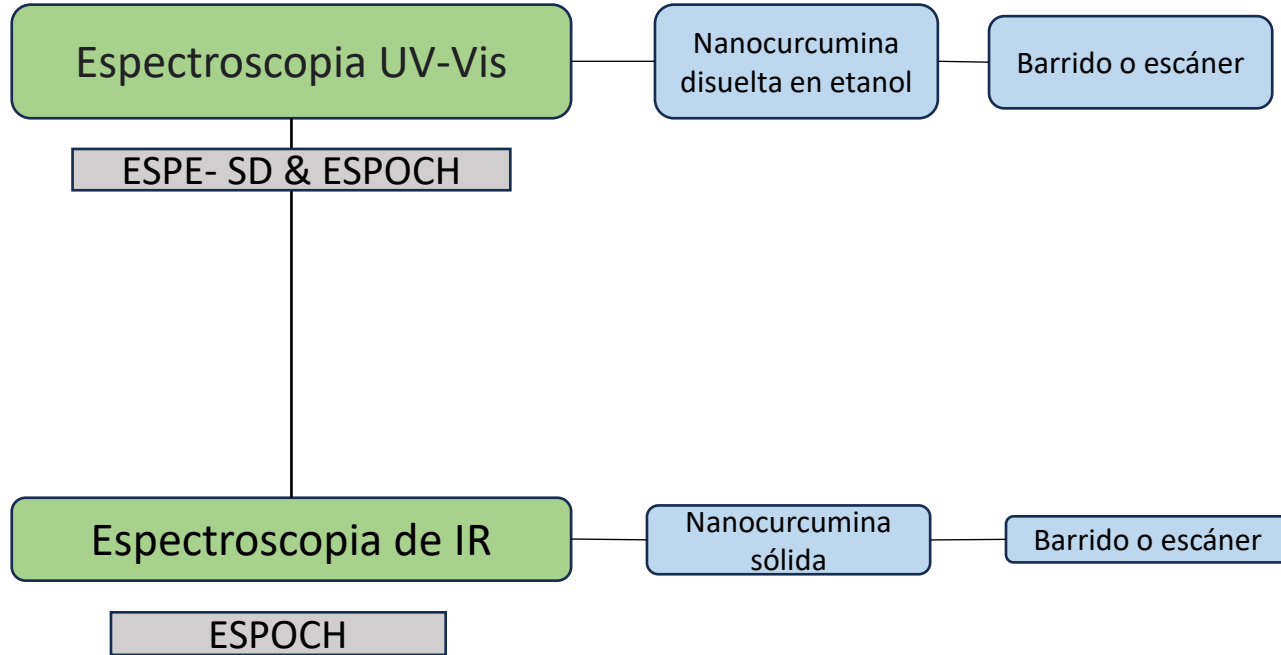 Espectroscopia UV-Vis
Nanocurcumina
disuelta en etanol
Barrido o escáner
ESPE- SD & ESPOCH
Espectroscopia de IR
Nanocurcumina
sólida
Barrido o escáner
ESPOCH